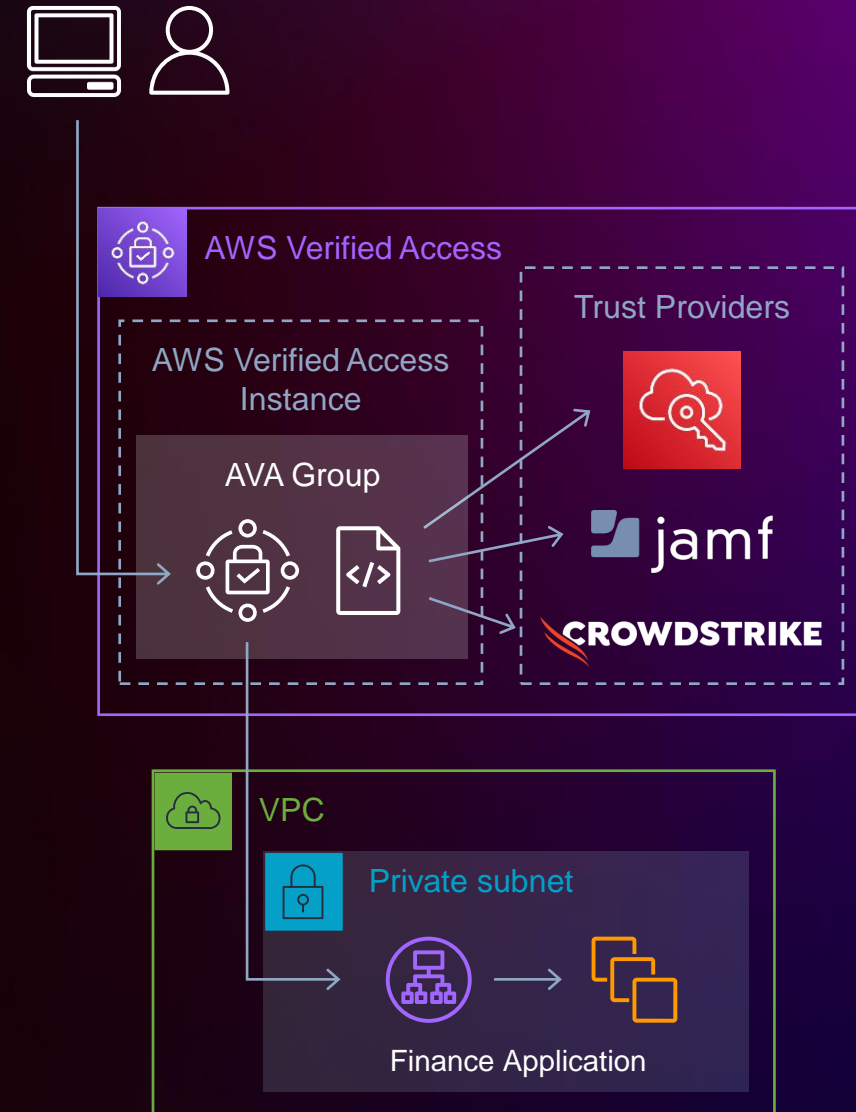 AWS Verified Access
Trust Providers
AWS Verified Access
Instance
AVA Group
</>
jamf
CROWDSTRIKE
VPC
Private subnet
Finance Application